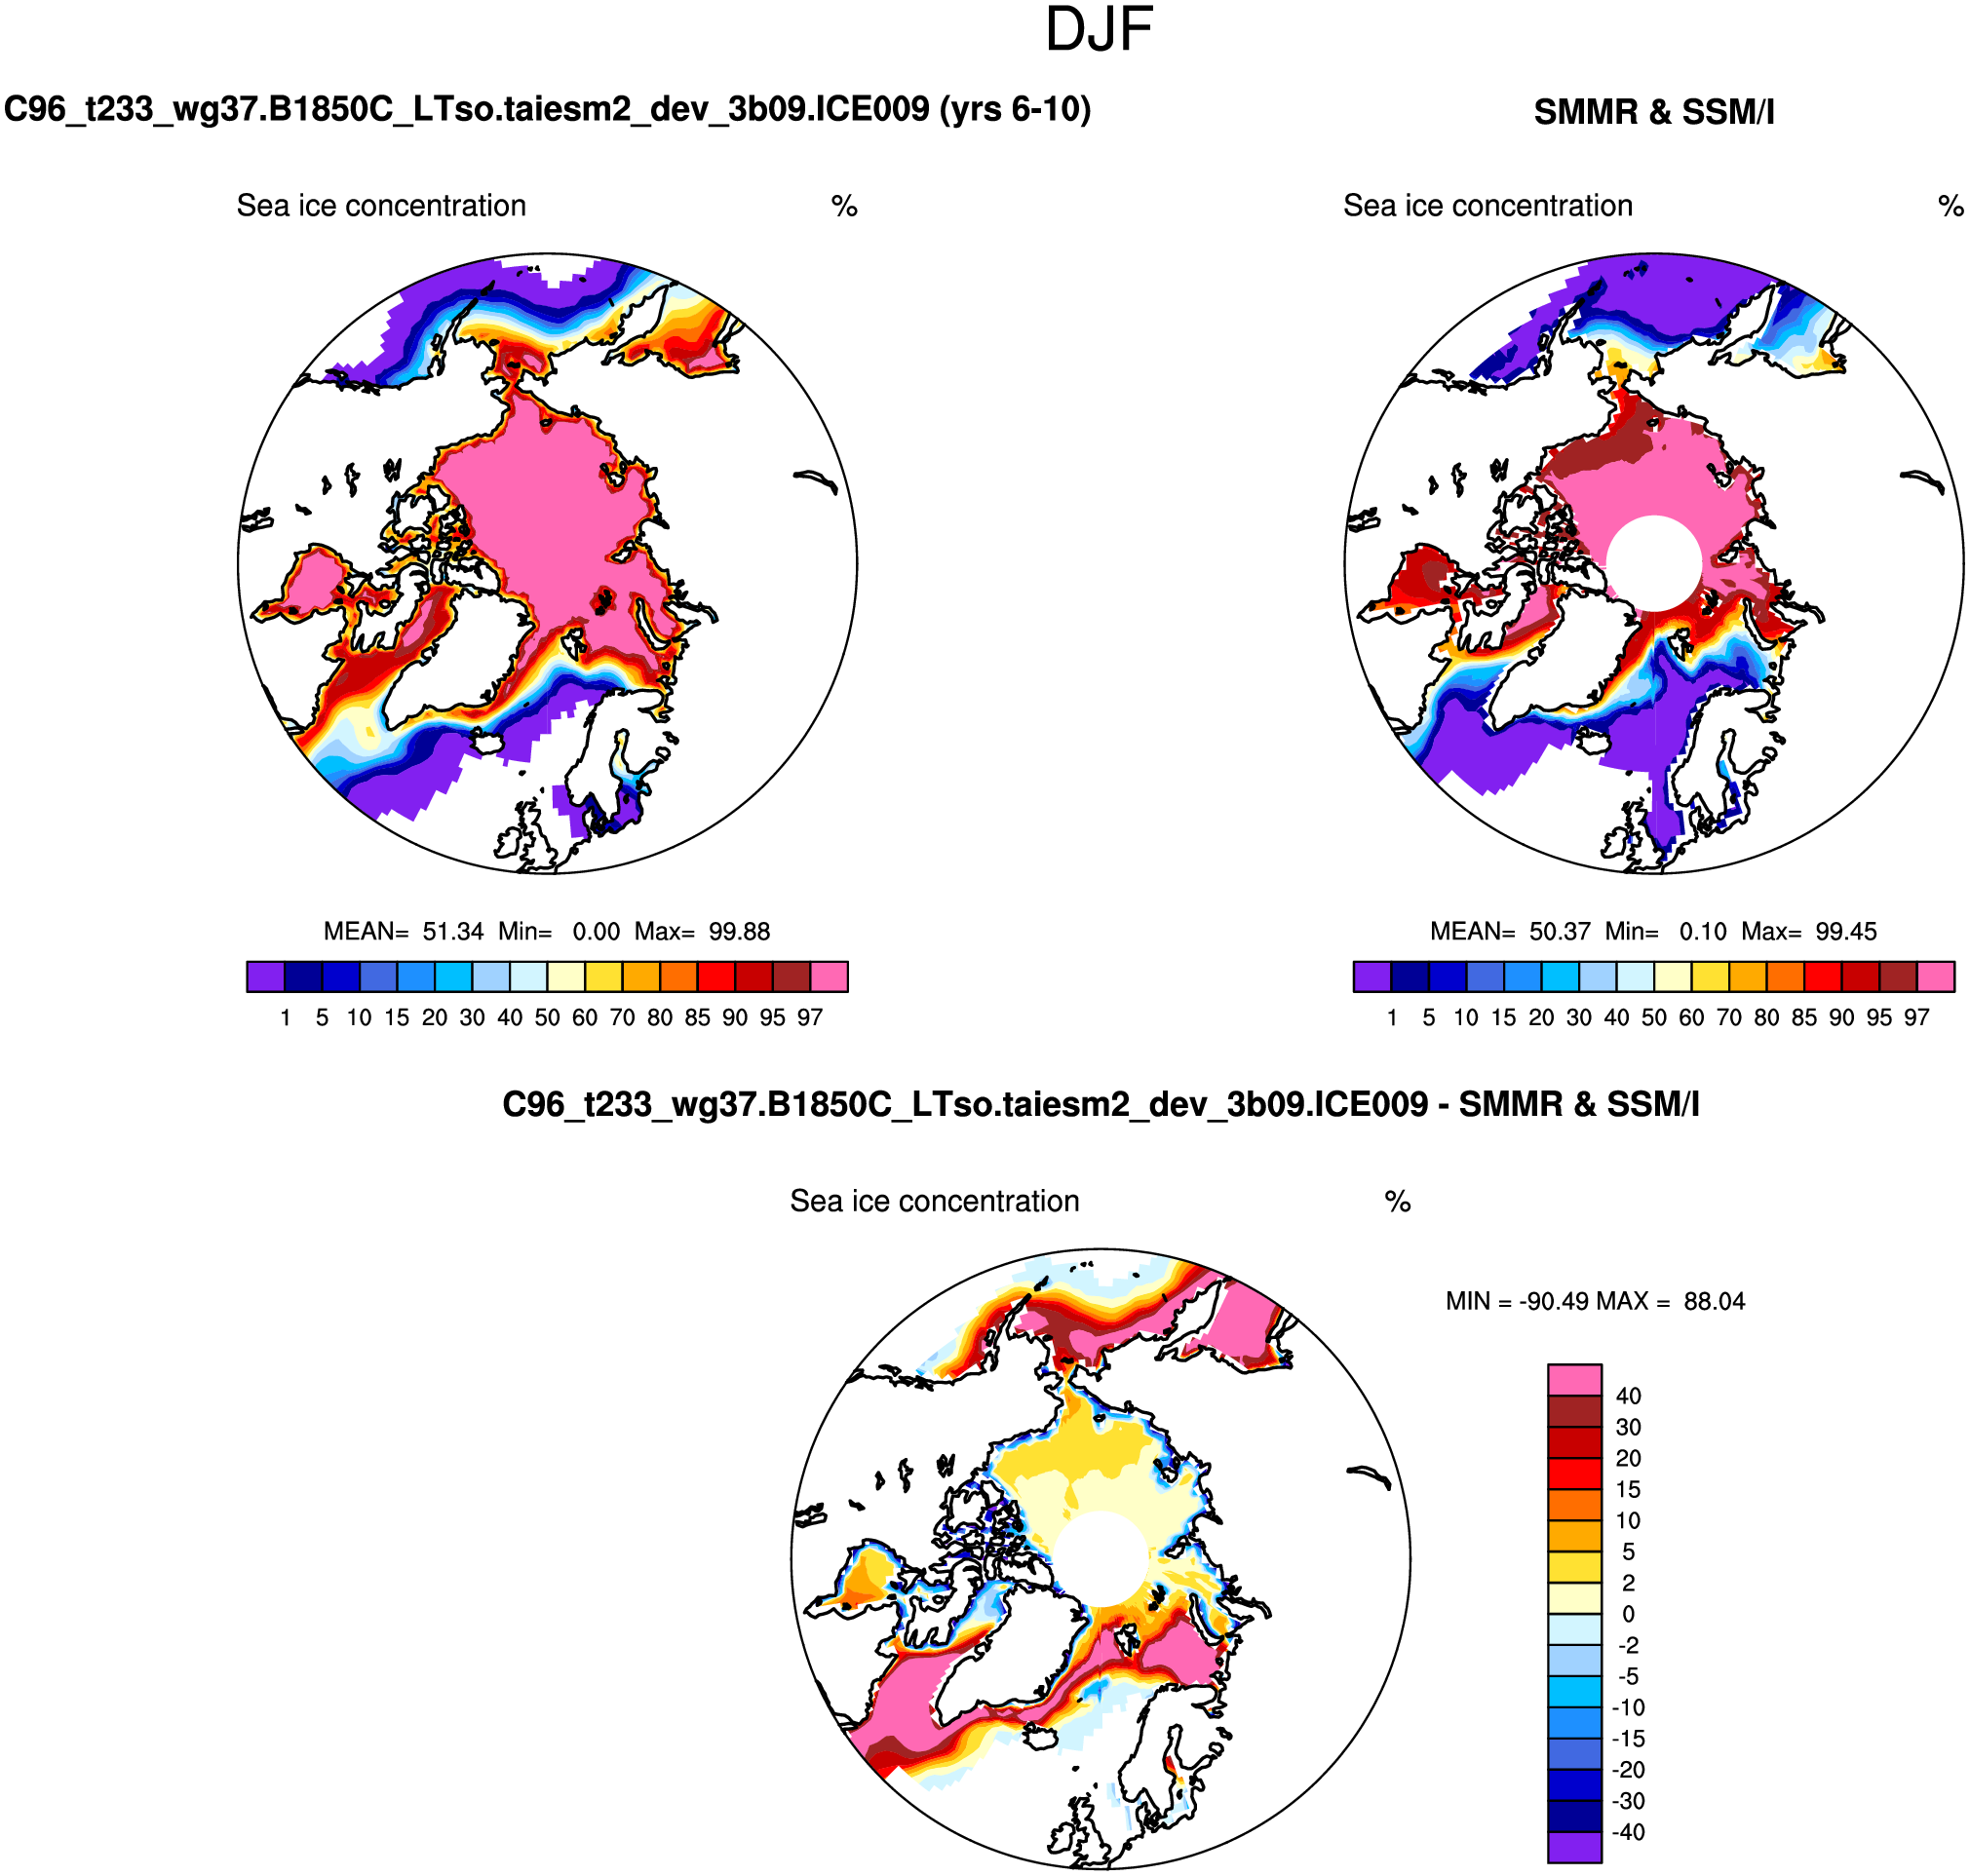 DJF
C96_t233_wg37.B1850C_LTso.taiesm2_dev_3b09.ICE009 (yrs 6-10)
SMMR & SSM/I
Sea ice concentration %
Sea ice concentration %
MEAN= 51.34 Min= 0.00 Max= 99.88
MEAN= 50.37 Min= 0.10 Max= 99.45
1 5 10 15 20 30 40 50 60 70 80 85 90 95 97
1 5 10 15 20 30 40 50 60 70 80 85 90 95 97
C96_t233_wg37.B1850C_LTso.taiesm2_dev_3b09.ICE009 - SMMR & SSM/I
Sea ice concentration %
MIN = -90.49 MAX = 88.04
40
30
20
15
10
5
2
0
-2
-5
-10
-15
-20
-30
-40